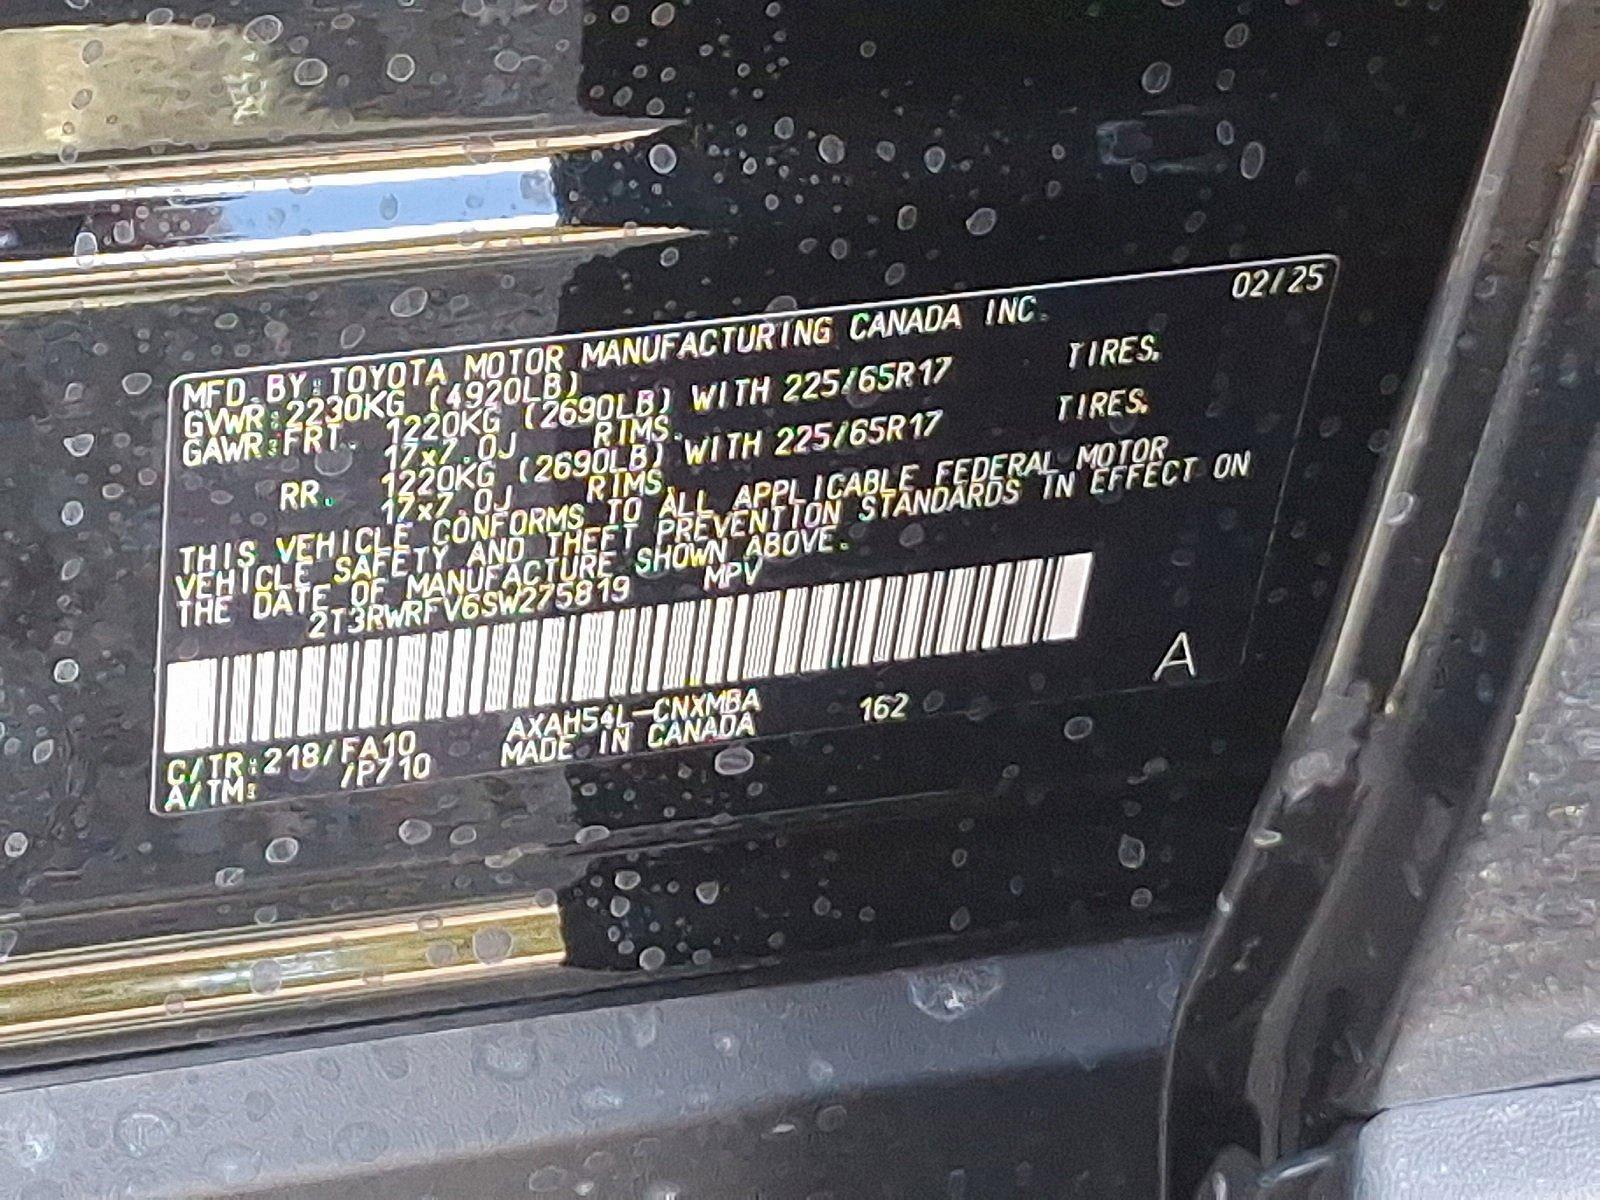 02/25
MFD. BY: TOYOTA MOTOR MANUFACTURING CANADA INC.
GVWR: 2230KG (4920LB)
GAWR: FRT. 1220KG (2690LB) WITH 225/65R17 TIRES,
17x7.0J RIMS.
RR. 1220KG (2690LB) WITH 225/65R17 TIRES,
17x7.0J RIMS.
THIS VEHICLE CONFORMS TO ALL APPLICABLE FEDERAL MOTOR
VEHICLE SAFETY AND THEFT PREVENTION STANDARDS IN EFFECT ON
THE DATE OF MANUFACTURE SHOWN ABOVE.
2T3RWRFV6SW275819 MPV
A
C/TR: 218/FA10 AXAH54L-CNXMBA 162
A/TM: /P710 MADE IN CANADA